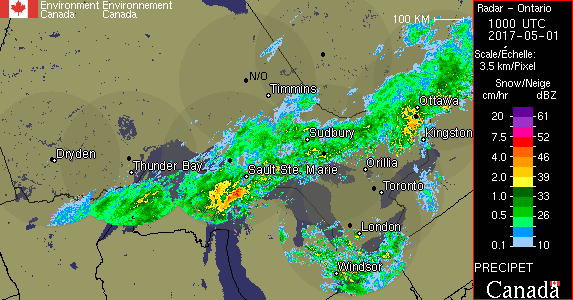 Environment Environnement
Canada Canada
100 KM
N/O
Timmins
Ottawa
Sudbury
Kingston
Dryden
Thunder Bay
Sault Ste. Marie
Orillia
Toronto
London
Windsor
Radar - Ontario
1000 UTC
2017-05-01
Scale/Échelle:
3.5 km/Pixel
Snow/Neige
cm/hr dBZ
20 61
7.5 52
4.0 46
2.0 39
1.0 33
0.5 26
0.1 10
PRECIPET
Canada